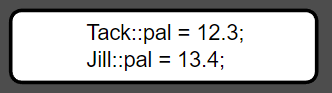 Tack::pal = 12.3;
Jill::pal = 13.4;